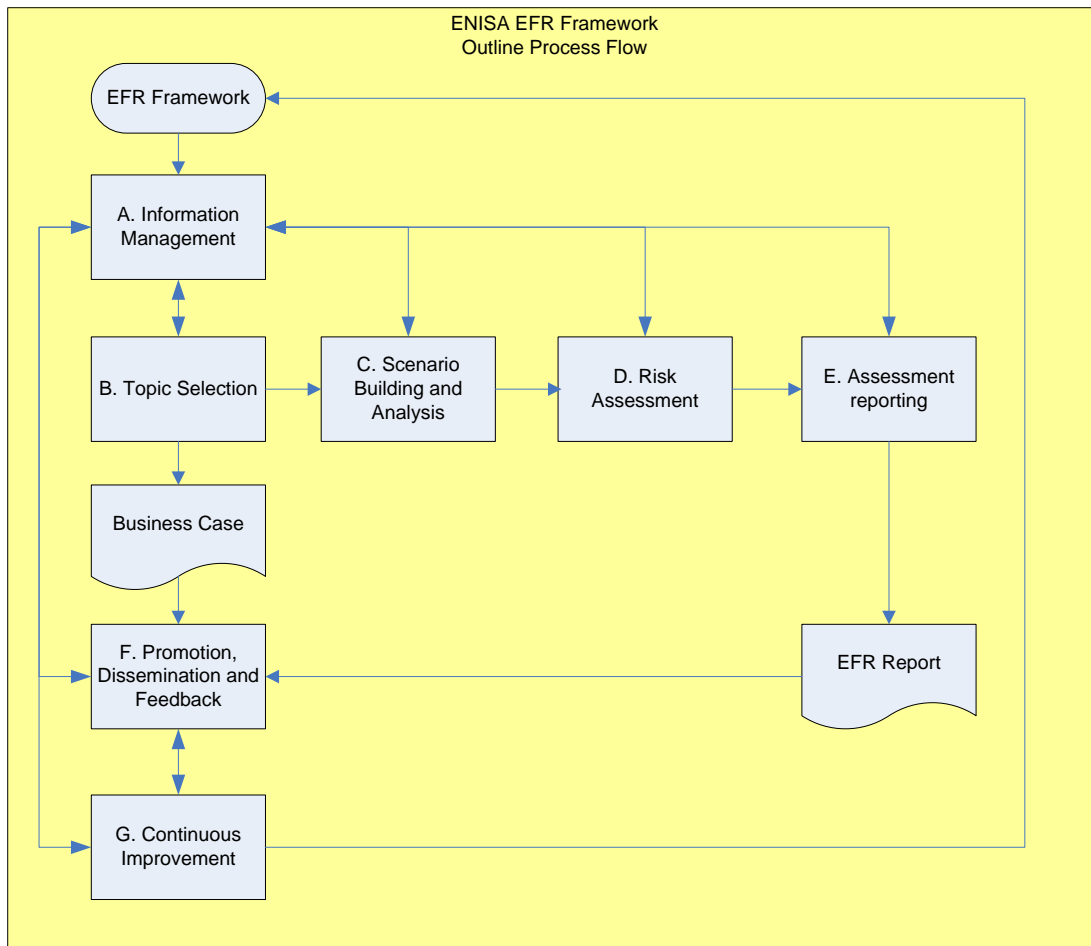 ENISA EFR Framework
Outline Process Flow
EFR Framework
A. Information
Management
B. Topic Selection
C. Scenario
Building and
Analysis
D. Risk
Assessment
E. Assessment
reporting
Business Case
F. Promotion,
Dissemination and
Feedback
EFR Report
G. Continuous
Improvement